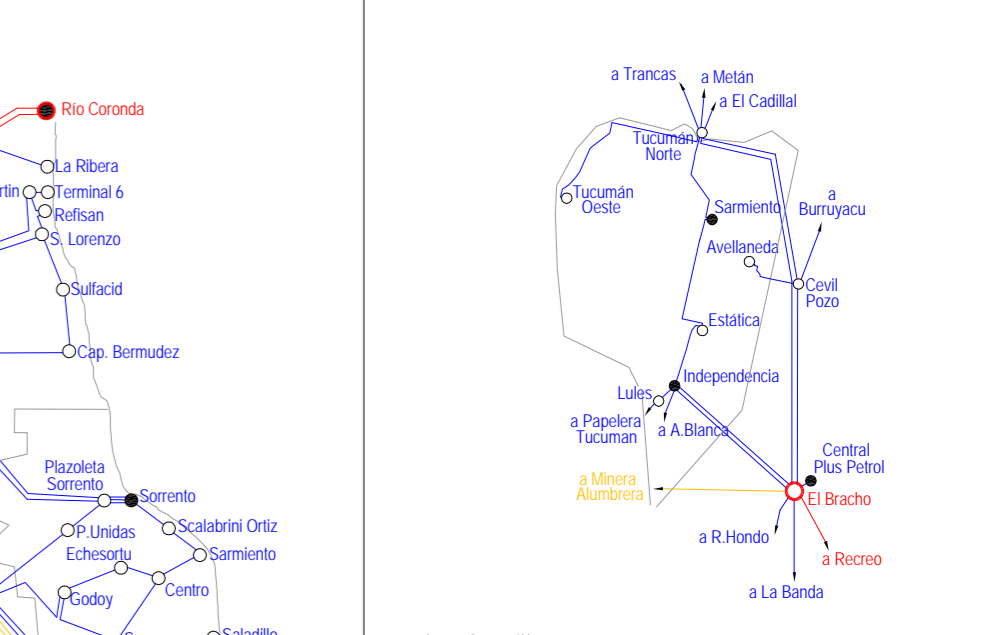 Río Coronda
La Ribera
rtin
Terminal 6
Refisan
S. Lorenzo
Sulfacid
Cap. Bermudez
Plazoleta
Sorrento
Sorrento
P.Unidas
Scalabrini Ortiz
Echesortu
Sarmiento
Centro
Godoy
Saladillo
a Trancas
a Metán
a El Cadillal
Tucumán
Norte
Tucumán
Oeste
Sarmiento
a
Burruyacu
Avellaneda
Cevil
Pozo
Estática
Independencia
Lules
a Papelera
Tucuman
a A.Blanca
Central
Plus Petrol
a Minera
Alumbrera
El Bracho
a R.Hondo
a Recreo
a La Banda